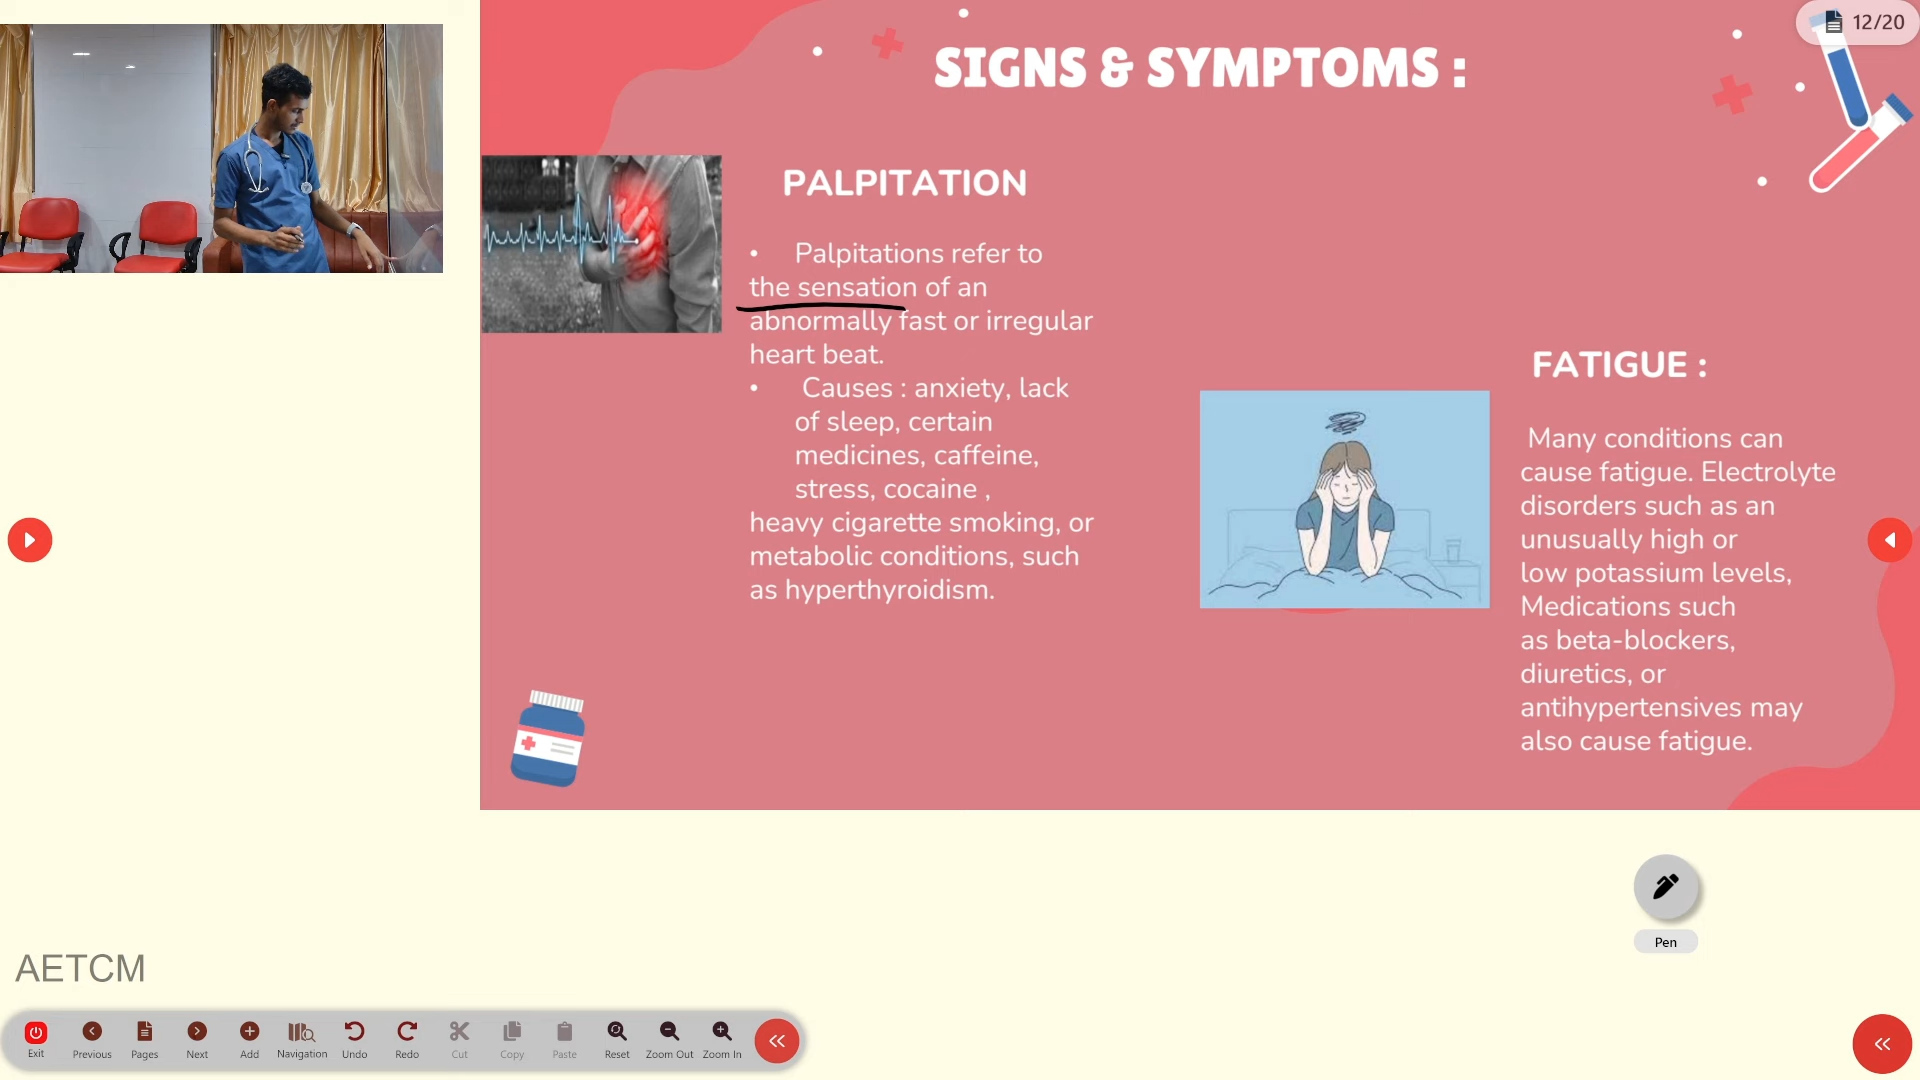 12/20
SIGNS & SYMPTOMS :
PALPITATION
• Palpitations refer to
the sensation of an
abnormally fast or irregular
heart beat.
• Causes : anxiety, lack
of sleep, certain
medicines, caffeine,
stress, cocaine ,
heavy cigarette smoking, or
metabolic conditions, such
as hyperthyroidism.
FATIGUE :
Many conditions can
cause fatigue. Electrolyte
disorders such as an
unusually high or
low potassium levels,
Medications such
as beta-blockers,
diuretics, or
antihypertensives may
also cause fatigue.
Pen
AETCM
Exit Previous Pages Next Add Navigation Undo Redo Cut Copy Paste Reset Zoom Out Zoom In